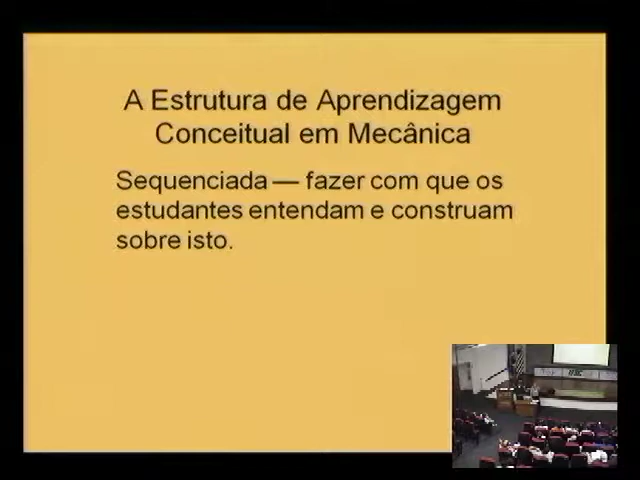 A Estrutura de Aprendizagem
Conceitual em Mecânica
Sequenciada — fazer com que os
estudantes entendam e construam
sobre isto.